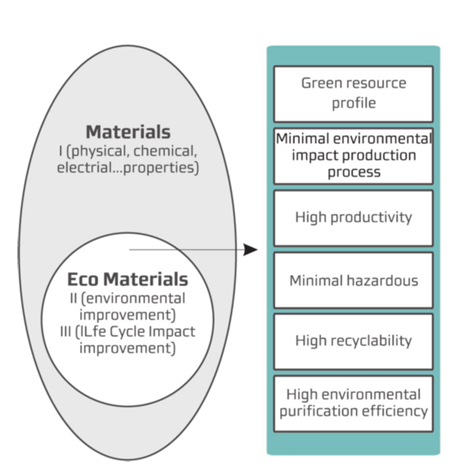 Materials
I (physical, chemical,
electrial...properties)
Eco Materials
II (environmental
improvement)
III (ILfe Cycle Impact
improvement)
Green resource
profile
Minimal environmental
impact production
process
High productivity
Minimal hazardous
High recyclability
High environmental
purification efficiency